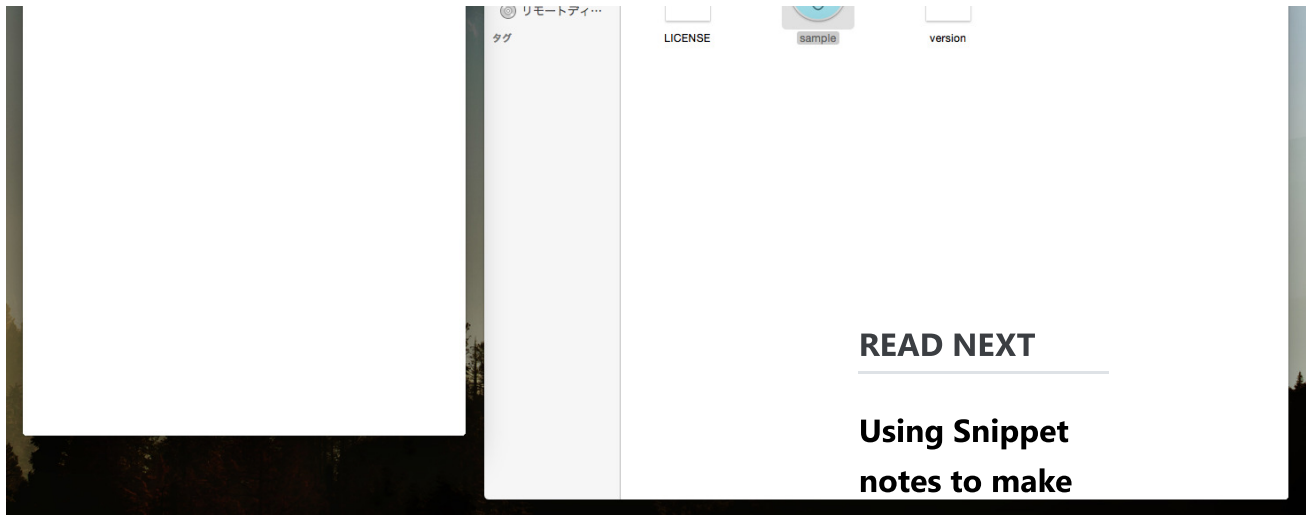 リモートディ…
タグ
LICENSE
sample
version
READ NEXT
Using Snippet
notes to make